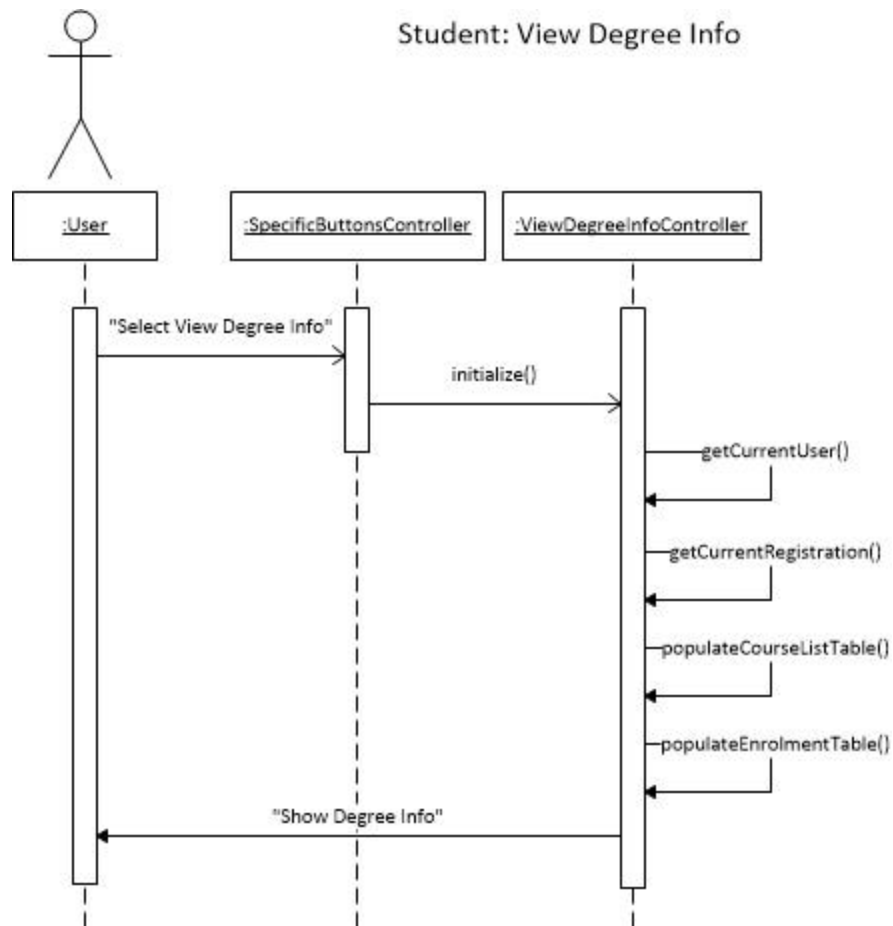 Student: View Degree Info
:User
:SpecificButtonsController
:ViewDegreeInfoController
"Select View Degree Info"
initialize()
getCurrentUser()
getCurrentRegistration()
populateCourseListTable()
populateEnrolmentTable()
"Show Degree Info"